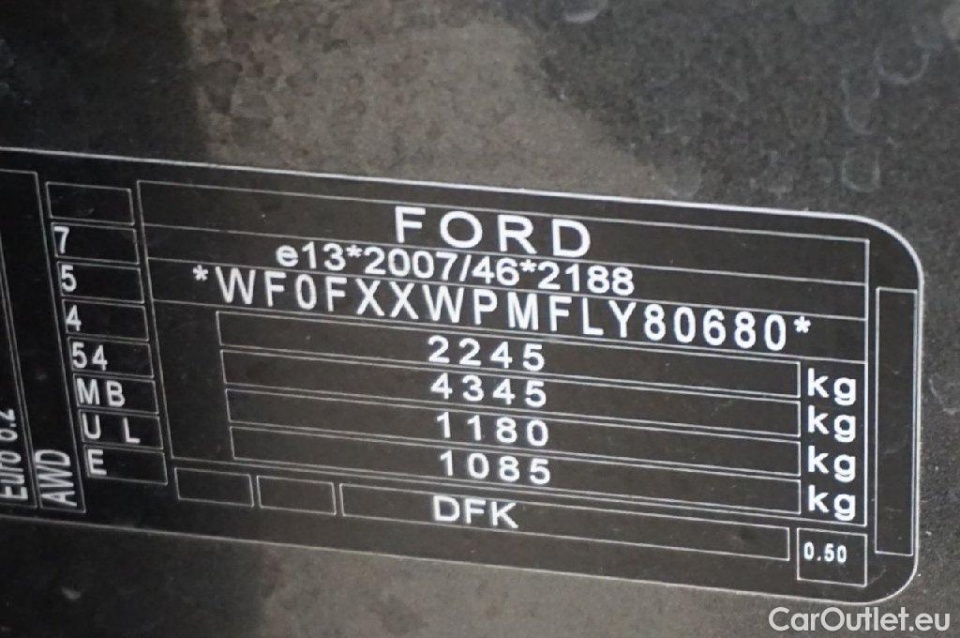 FORD
e13*2007/46*2188
*WF0FXXWPMFLY80680*
2245 kg
4345 kg
1180 kg
1085 kg
DFK
0.50
7
5
4
54
MB
U L
E
AWD
Euro 6.2
CarOutlet.eu